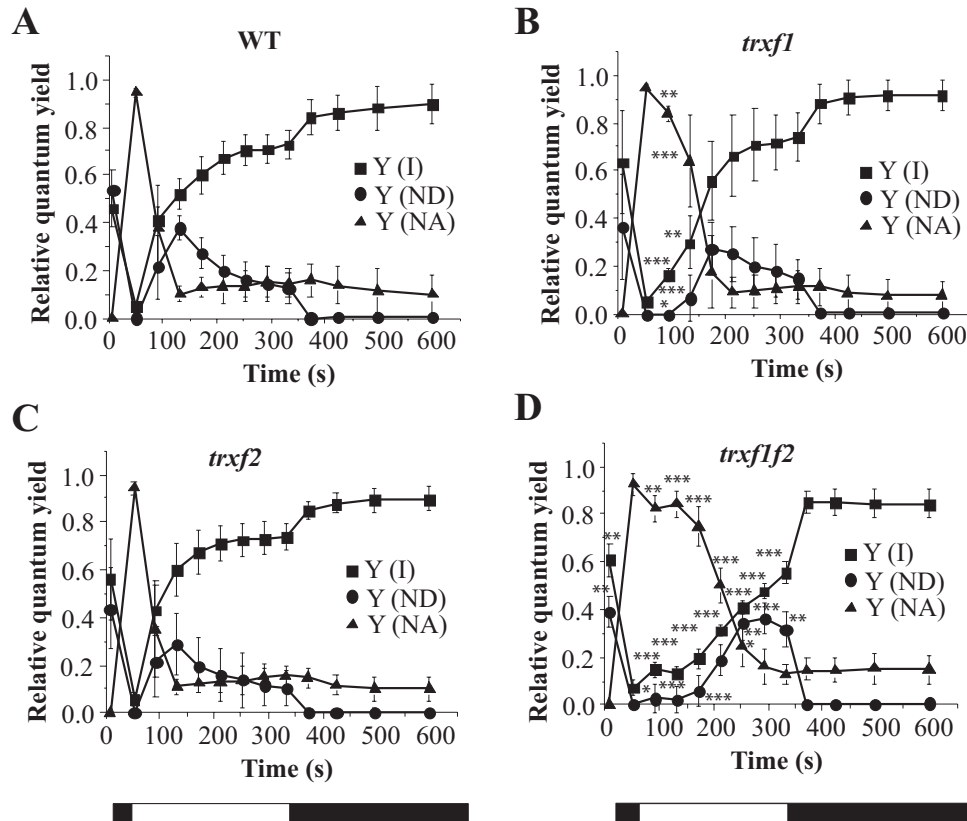 A
WT
Relative quantum yield
1.0
0.8
0.6
0.4
0.2
0.0
Y (I)
Y (ND)
Y (NA)
0 100 200 300 400 500 600
Time (s)
B
trxf1
Relative quantum yield
1.0
0.8
0.6
0.4
0.2
0.0
**
***
**
***
***
*
Y (I)
Y (ND)
Y (NA)
0 100 200 300 400 500 600
Time (s)
C
trxf2
Relative quantum yield
1.0
0.8
0.6
0.4
0.2
0.0
Y (I)
Y (ND)
Y (NA)
0 100 200 300 400 500 600
Time (s)
D
trxf1f2
Relative quantum yield
1.0
0.8
0.6
0.4
0.2
0.0
** *** ***
**
*** ***
***
**
*** ***
*** ***
***
**
*
**
* ***
***
Y (I)
Y (ND)
Y (NA)
0 100 200 300 400 500 600
Time (s)